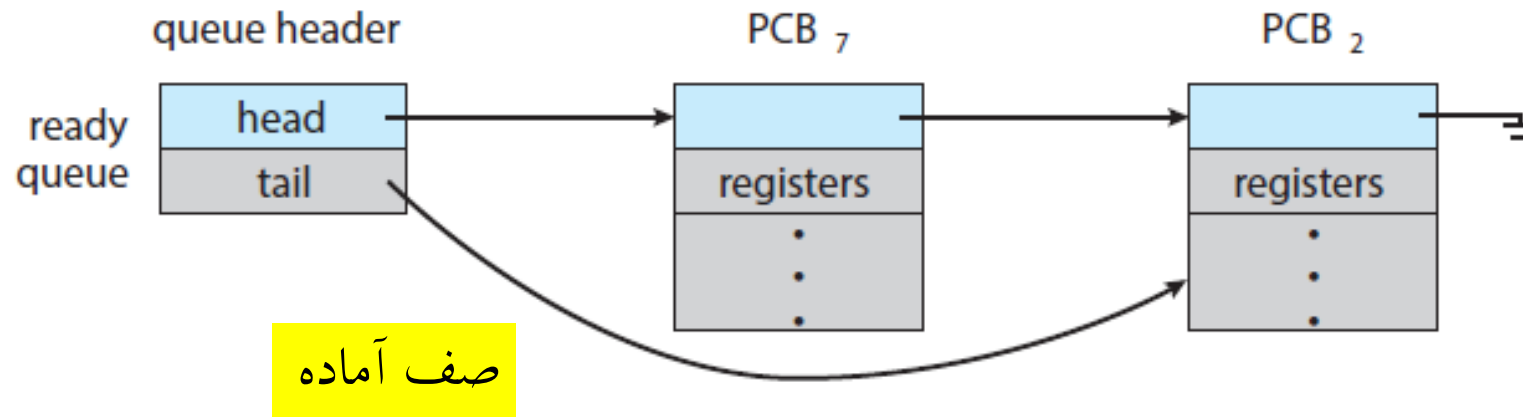 queue header
PCB 7
PCB 2
ready
queue
head
tail
registers
registers
صف آماده